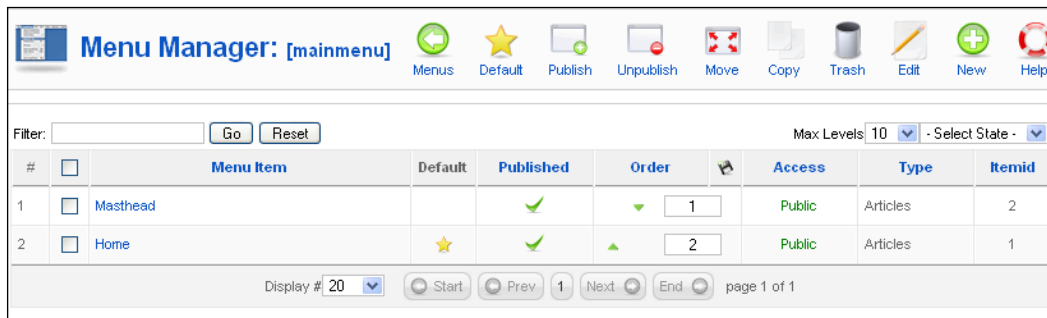 Menu Manager: [mainmenu]
Menus Default Publish Unpublish Move Copy Trash Edit New Help
Filter: Go Reset Max Levels 10 - Select State -
# Menu Item Default Published Order Access Type Itemid
1 Masthead 1 Public Articles 2
2 Home 2 Public Articles 1
Display # 20 Start Prev 1 Next End page 1 of 1